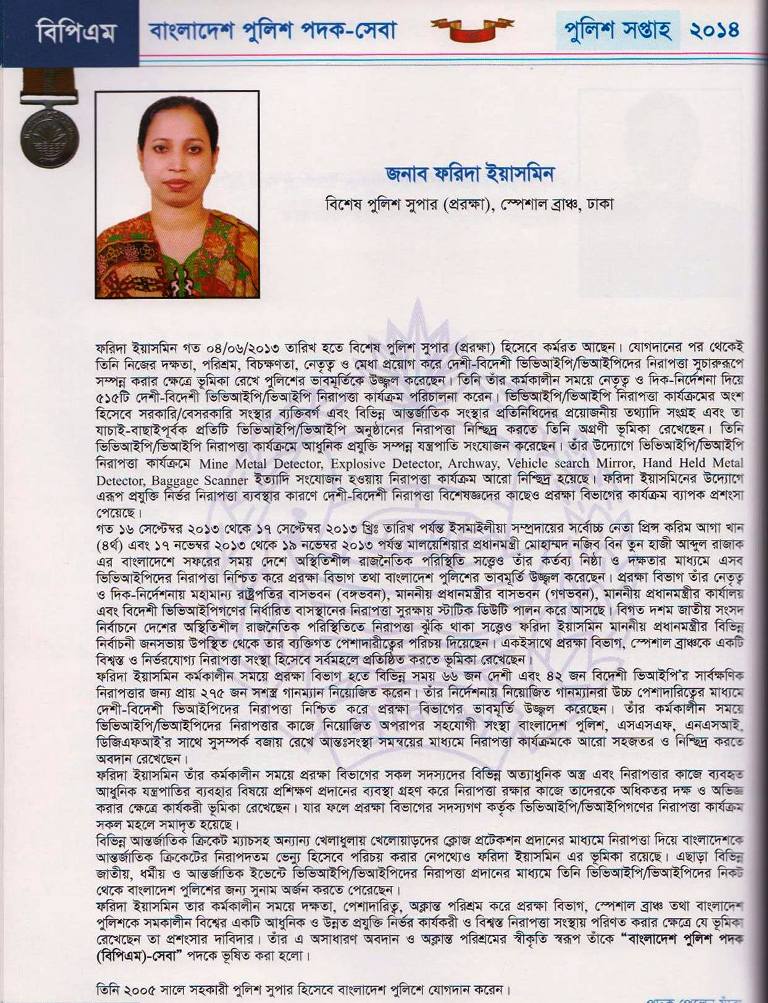 বিপিএম
বাংলাদেশ পুলিশ পদক-সেবা
পুলিশ সপ্তাহ ২০১৪
জনাব ফরিদা ইয়াসমিন
বিশেষ পুলিশ সুপার (প্ররক্ষা), স্পেশাল ব্রাঞ্চ, ঢাকা
ফরিদা ইয়াসমিন গত ০৪/০৬/২০১৩ তারিখ হতে বিশেষ পুলিশ সুপার (প্ররক্ষা) হিসেবে কর্মরত আছেন। যোগদানের পর থেকেই
তিনি নিজের দক্ষতা, পরিশ্রম, বিচক্ষণতা, নেতৃত্ব ও মেধা প্রয়োগ করে দেশী-বিদেশী ভিভিআইপি/ভিআইপিদের নিরাপত্তা সুচারুরূপে
সম্পন্ন করার ক্ষেত্রে ভূমিকা রেখে পুলিশের ভাবমূর্তিকে উজ্জ্বল করেছেন। তিনি তাঁর কর্মকালীন সময়ে নেতৃত্ব ও দিক-নির্দেশনা দিয়ে
৫১৫টি দেশী-বিদেশী ভিভিআইপি/ভিআইপি নিরাপত্তা কার্যক্রম পরিচালনা করেন। ভিভিআইপি/ভিআইপি নিরাপত্তা কার্যক্রমের অংশ
হিসেবে সরকারি/বেসরকারি সংস্থার ব্যক্তিবর্গ এবং বিভিন্ন আন্তর্জাতিক সংস্থার প্রতিনিধিদের প্রয়োজনীয় তথ্যাদি সংগ্রহ এবং তা
যাচাই-বাছাইপূর্বক প্রতিটি ভিভিআইপি/ভিআইপি অনুষ্ঠানের নিরাপত্তা নিশ্ছিদ্র করতে তিনি অগ্রণী ভূমিকা রেখেছেন। তিনি
ভিভিআইপি/ভিআইপি নিরাপত্তা কার্যক্রমে আধুনিক প্রযুক্তি সম্পন্ন যন্ত্রপাতি সংযোজন করেছেন। তাঁর উদ্যোগে ভিভিআইপি/ভিআইপি
নিরাপত্তা কার্যক্রমে Mine Metal Detector, Explosive Detector, Archway, Vehicle search Mirror, Hand Held Metal
Detector, Baggage Scanner ইত্যাদি সংযোজন হওয়ায় নিরাপত্তা কার্যক্রম আরো নিশ্ছিদ্র হয়েছে। ফরিদা ইয়াসমিনের উদ্যোগে
এরূপ প্রযুক্তি নির্ভর নিরাপত্তা ব্যবস্থার কারণে দেশী-বিদেশী নিরাপত্তা বিশেষজ্ঞদের কাছেও প্ররক্ষা বিভাগের কার্যক্রম ব্যাপক প্রশংসা
পেয়েছে।
গত ১৬ সেপ্টেম্বর ২০১৩ থেকে ১৭ সেপ্টেম্বর ২০১৩ খ্রিঃ তারিখ পর্যন্ত ইসমাইলীয়া সম্প্রদায়ের সর্বোচ্চ নেতা প্রিন্স করিম আগা খান
(৪র্থ) এবং ১৭ নভেম্বর ২০১৩ থেকে ১৯ নভেম্বর ২০১৩ পর্যন্ত মালয়েশিয়ার প্রধানমন্ত্রী মোহাম্মদ নজিব বিন তুন হাজী আব্দুল রাজাক
এর বাংলাদেশে সফরের সময় দেশে অস্থিতিশীল রাজনৈতিক পরিস্থিতি সত্ত্বেও তাঁর কর্তব্য নিষ্ঠা ও দক্ষতার মাধ্যমে এসব
ভিভিআইপিদের নিরাপত্তা নিশ্চিত করে প্ররক্ষা বিভাগ তথা বাংলাদেশ পুলিশের ভাবমূর্তি উজ্জ্বল করেছেন। প্ররক্ষা বিভাগ তাঁর নেতৃত্ব
ও দিক-নির্দেশনায় মহামান্য রাষ্ট্রপতির বাসভবন (বঙ্গভবন), মাননীয় প্রধানমন্ত্রীর বাসভবন (গণভবন), মাননীয় প্রধানমন্ত্রীর কার্যালয়
এবং বিদেশী ভিভিআইপিগণের নির্ধারিত বাসস্থানের নিরাপত্তা সুরক্ষায় স্টাটিক ডিউটি পালন করে আসছে। বিগত দশম জাতীয় সংসদ
নির্বাচনে দেশের অস্থিতিশীল রাজনৈতিক পরিস্থিতিতে নিরাপত্তা ঝুঁকি থাকা সত্ত্বেও ফরিদা ইয়াসমিন মাননীয় প্রধানমন্ত্রীর বিভিন্ন
নির্বাচনী জনসভায় উপস্থিত থেকে তার ব্যক্তিগত পেশাদারীত্বের পরিচয় দিয়েছেন। একইসাথে প্ররক্ষা বিভাগ, স্পেশাল ব্রাঞ্চকে একটি
বিশ্বস্ত ও নির্ভরযোগ্য নিরাপত্তা সংস্থা হিসেবে সর্বমহলে প্রতিষ্ঠিত করতে ভূমিকা রেখেছেন।
ফরিদা ইয়াসমিন কর্মকালীন সময়ে প্ররক্ষা বিভাগ হতে বিভিন্ন সময় ৬৬ জন দেশী এবং ৪২ জন বিদেশী ভিআইপি'র সার্বক্ষণিক
নিরাপত্তার জন্য প্রায় ২৭৫ জন সশস্ত্র গানম্যান নিয়োজিত করেন। তাঁর নির্দেশনায় নিয়োজিত গানম্যানরা উচ্চ পেশাদারিত্বের মাধ্যমে
দেশী-বিদেশী ভিআইপিদের নিরাপত্তা নিশ্চিত করে প্ররক্ষা বিভাগের ভাবমূর্তি উজ্জ্বল করেছেন। তাঁর কর্মকালীন সময়ে
ভিভিআইপি/ভিআইপিদের নিরাপত্তার কাজে নিয়োজিত অপরাপর সহযোগী সংস্থা বাংলাদেশ পুলিশ, এসএসএফ, এনএসআই,
ডিজিএফআই'র সাথে সুসম্পর্ক বজায় রেখে আন্তঃসংস্থা সমন্বয়ের মাধ্যমে নিরাপত্তা কার্যক্রমকে আরো সহজতর ও নিশ্ছিদ্র করতে
অবদান রেখেছেন।
ফরিদা ইয়াসমিন তাঁর কর্মকালীন সময়ে প্ররক্ষা বিভাগের সকল সদস্যদের বিভিন্ন অত্যাধুনিক অস্ত্র এবং নিরাপত্তার কাজে ব্যবহৃত
আধুনিক যন্ত্রপাতির ব্যবহার বিষয়ে প্রশিক্ষণ প্রদানের ব্যবস্থা গ্রহণ করে নিরাপত্তা রক্ষার কাজে তাদেরকে অধিকতর দক্ষ ও অভিজ্ঞ
করার ক্ষেত্রে কার্যকরী ভূমিকা রেখেছেন। যার ফলে প্ররক্ষা বিভাগের সদস্যগণ কর্তৃক ভিভিআইপি/ভিআইপিগণের নিরাপত্তা কার্যক্রম
সকল মহলে সমাদৃত হয়েছে।
বিভিন্ন আন্তর্জাতিক ক্রিকেট ম্যাচসহ অন্যান্য খেলাধুলায় খেলোয়াড়দের ক্লোজ প্রটেকশন প্রদানের মাধ্যমে নিরাপত্তা দিয়ে বাংলাদেশকে
আন্তর্জাতিক ক্রিকেটের নিরাপদতম ভেন্যু হিসেবে পরিচয় করার নেপথ্যেও ফরিদা ইয়াসমিন এর ভূমিকা রয়েছে। এছাড়া বিভিন্ন
জাতীয়, ধর্মীয় ও আন্তর্জাতিক ইভেন্টে ভিভিআইপি/ভিআইপিদের নিরাপত্তা প্রদানের মাধ্যমে তিনি ভিভিআইপি/ভিআইপিদের নিকট
থেকে বাংলাদেশ পুলিশের জন্য সুনাম অর্জন করতে পেরেছেন।
ফরিদা ইয়াসমিন তার কর্মকালীন সময়ে দক্ষতা, পেশাদারিত্ব, অক্লান্ত পরিশ্রম করে প্ররক্ষা বিভাগ, স্পেশাল ব্রাঞ্চ তথা বাংলাদেশ
পুলিশকে সমকালীন বিশ্বের একটি আধুনিক ও উন্নত প্রযুক্তি নির্ভর কার্যকরী ও বিশ্বস্ত নিরাপত্তা সংস্থায় পরিণত করার ক্ষেত্রে যে ভূমিকা
রেখেছেন তা প্রশংসার দাবিদার। তাঁর এ অসাধারণ অবদান ও অক্লান্ত পরিশ্রমের স্বীকৃতি স্বরূপ তাঁকে “বাংলাদেশ পুলিশ পদক
(বিপিএম)-সেবা” পদকে ভূষিত করা হলো।
তিনি ২০০৫ সালে সহকারী পুলিশ সুপার হিসেবে বাংলাদেশ পুলিশে যোগদান করেন।